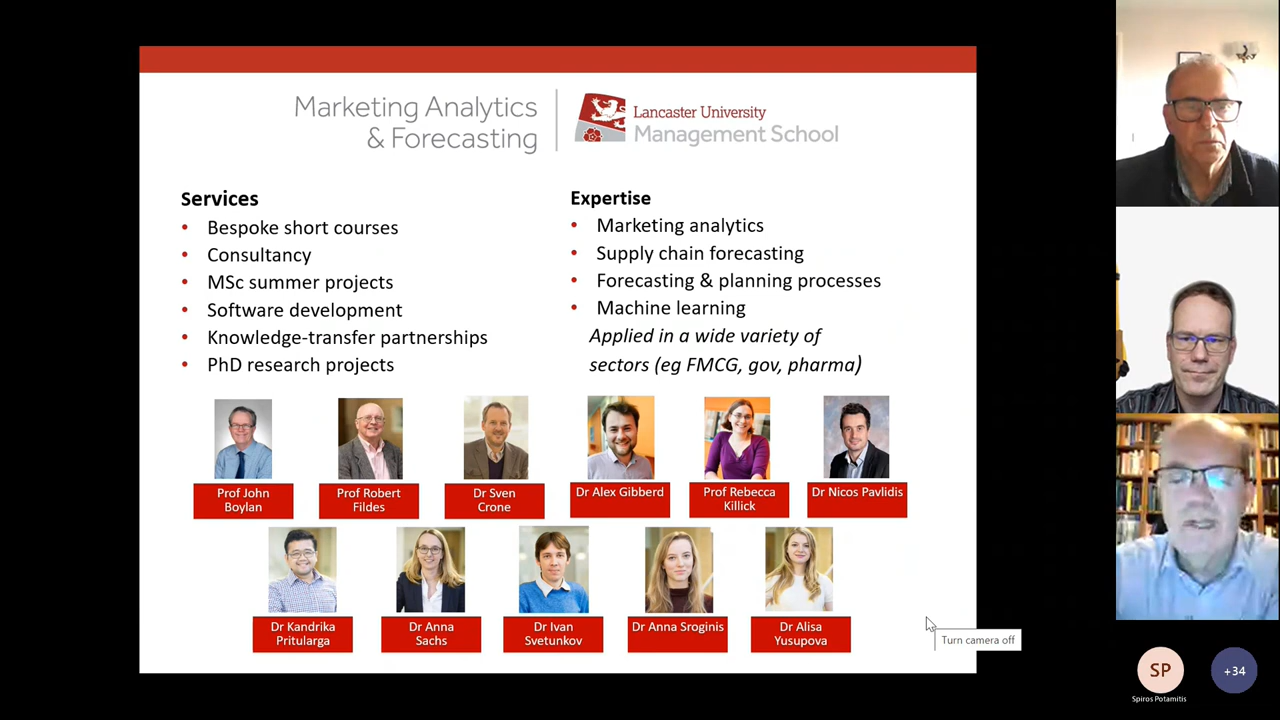 Marketing Analytics
& Forecasting
Lancaster University
Management School
Services
• Bespoke short courses
• Consultancy
• MSc summer projects
• Software development
• Knowledge-transfer partnerships
• PhD research projects
Expertise
• Marketing analytics
• Supply chain forecasting
• Forecasting & planning processes
• Machine learning
Applied in a wide variety of
sectors (eg FMCG, gov, pharma)
Prof John
Boylan
Prof Robert
Fildes
Dr Sven
Crone
Dr Alex Gibberd
Prof Rebecca
Killick
Dr Nicos Pavlidis
Dr Kandrika
Pritularga
Dr Anna
Sachs
Dr Ivan
Svetunkov
Dr Anna Sroginis
Dr Alisa
Yusupova
Turn camera off
SP
Spiros Potamitis
+34